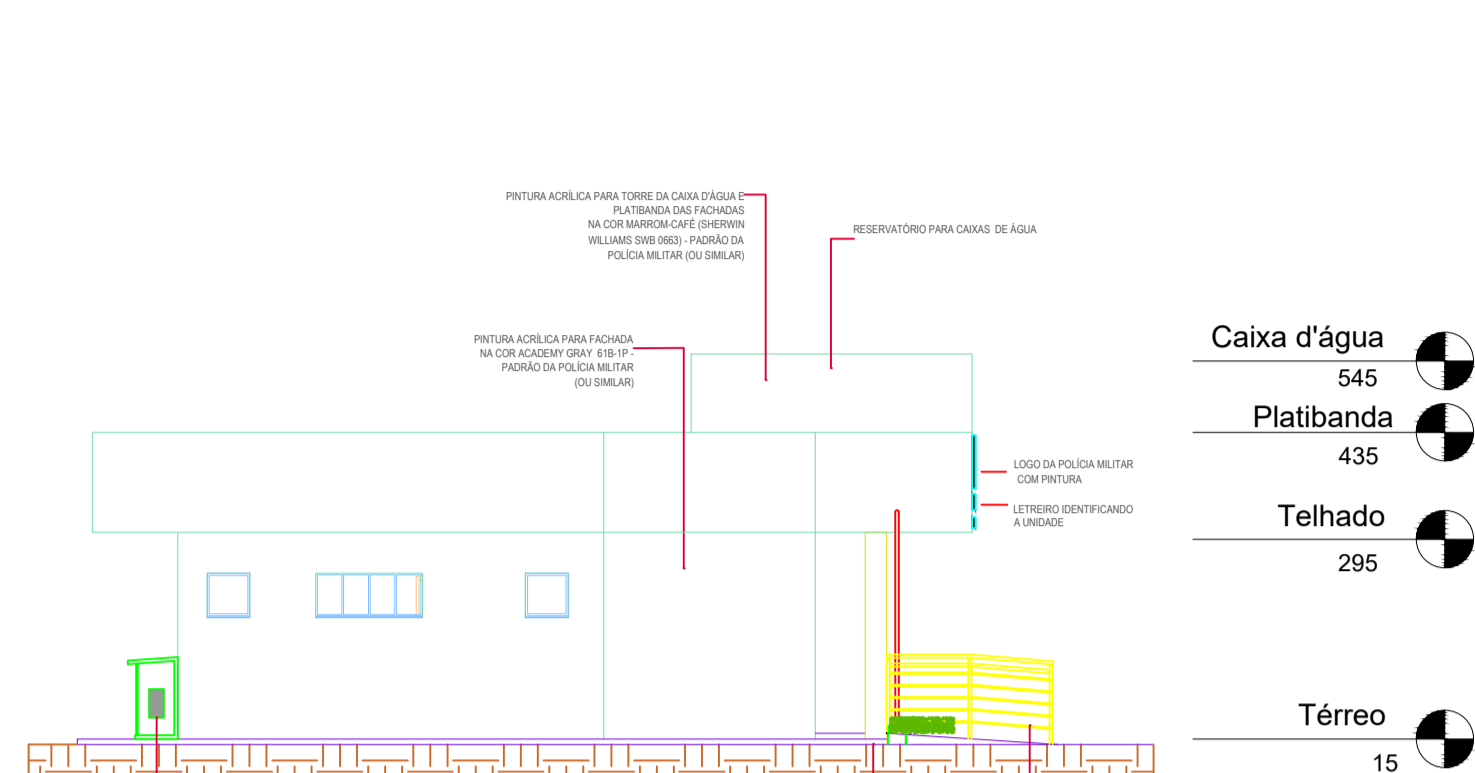 PINTURA ACRÍLICA PARA TORRE DA CAIXA D'ÁGUA E
PLATIBANDA DAS FACHADAS
NA COR MARROM-CAFÉ (SHERWIN
WILLIAMS SWB 0663) - PADRÃO DA
POLÍCIA MILITAR (OU SIMILAR)
RESERVATÓRIO PARA CAIXAS DE ÁGUA
PINTURA ACRÍLICA PARA FACHADA
NA COR ACADEMY GRAY 61B-1P -
PADRÃO DA POLÍCIA MILITAR
(OU SIMILAR)
LOGO DA POLÍCIA MILITAR
COM PINTURA
LETREIRO IDENTIFICANDO
A UNIDADE
Caixa d'água
545
Platibanda
435
Telhado
295
Térreo
15